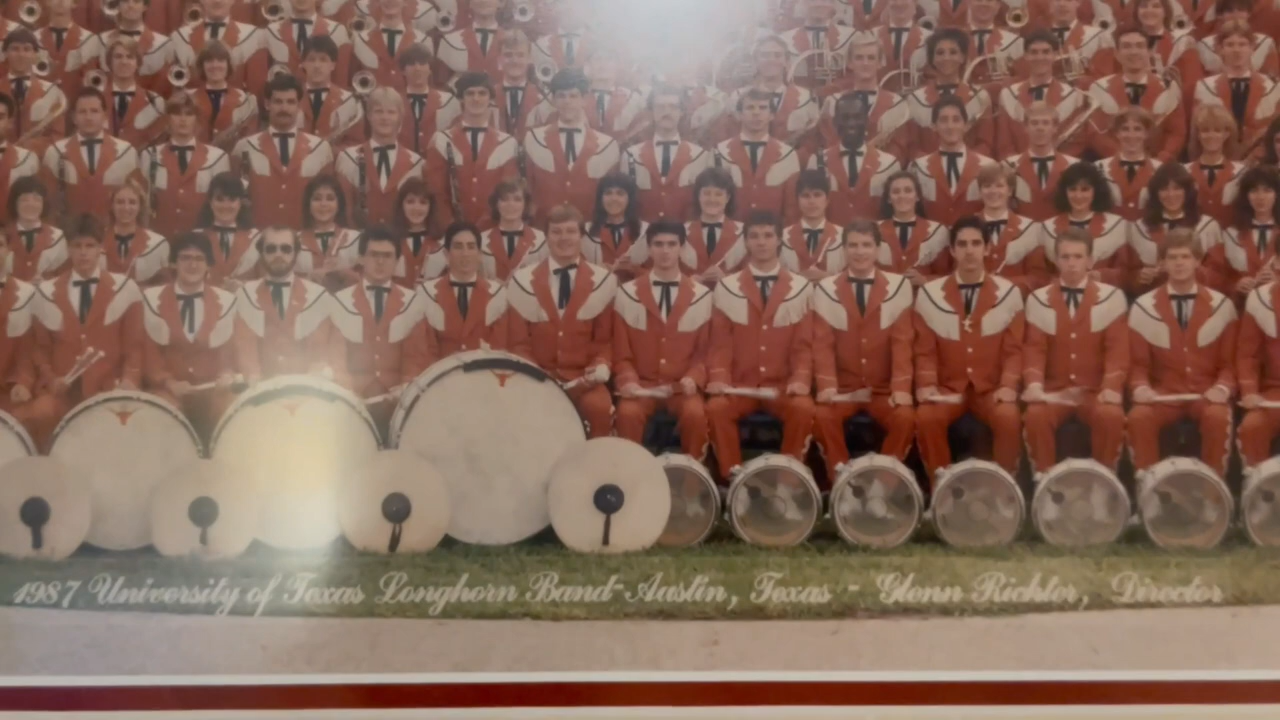 1987 University of Texas Longhorn Band-Austin, Texas - Glenn Richter, Director